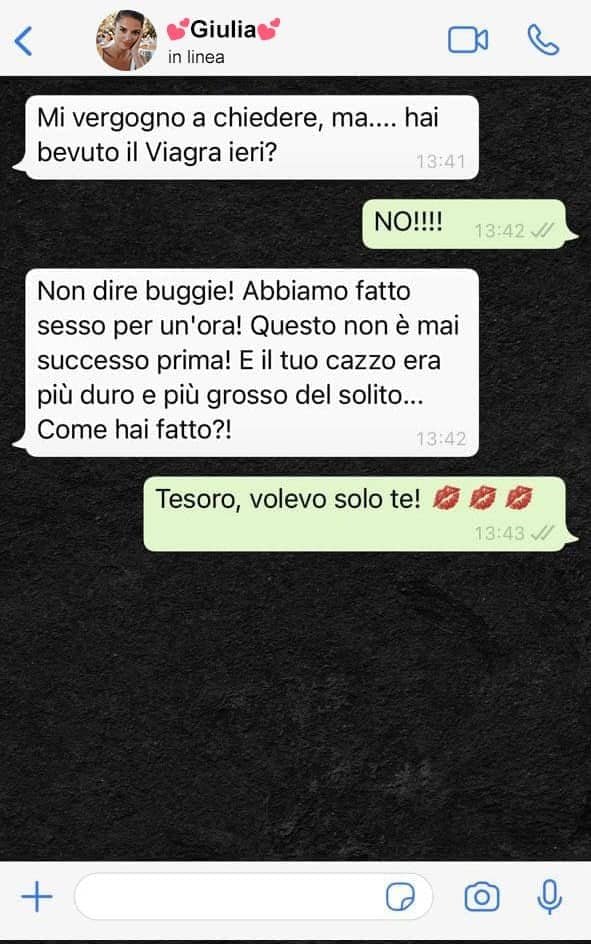 💕Giulia💕
in linea
Mi vergogno a chiedere, ma.... hai
bevuto il Viagra ieri?
13:41
NO!!!!
13:42
Non dire buggie! Abbiamo fatto
sesso per un'ora! Questo non è mai
successo prima! E il tuo cazzo era
più duro e più grosso del solito...
Come hai fatto?!
13:42
Tesoro, volevo solo te! 💋 💋 💋
13:43